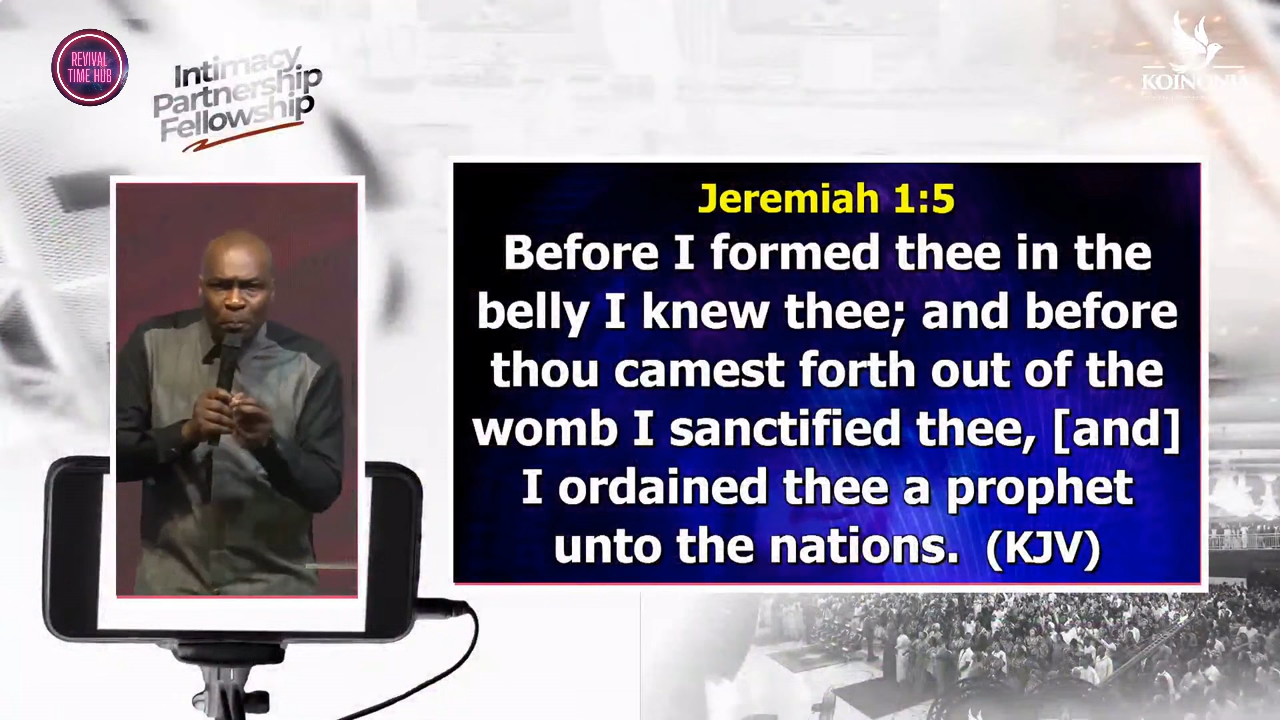 REVIVAL
TIME HUB
Intimacy
Partnership
Fellowship
KOINONIA
Jeremiah 1:5
Before I formed thee in the
belly I knew thee; and before
thou camest forth out of the
womb I sanctified thee, [and]
I ordained thee a prophet
unto the nations. (KJV)